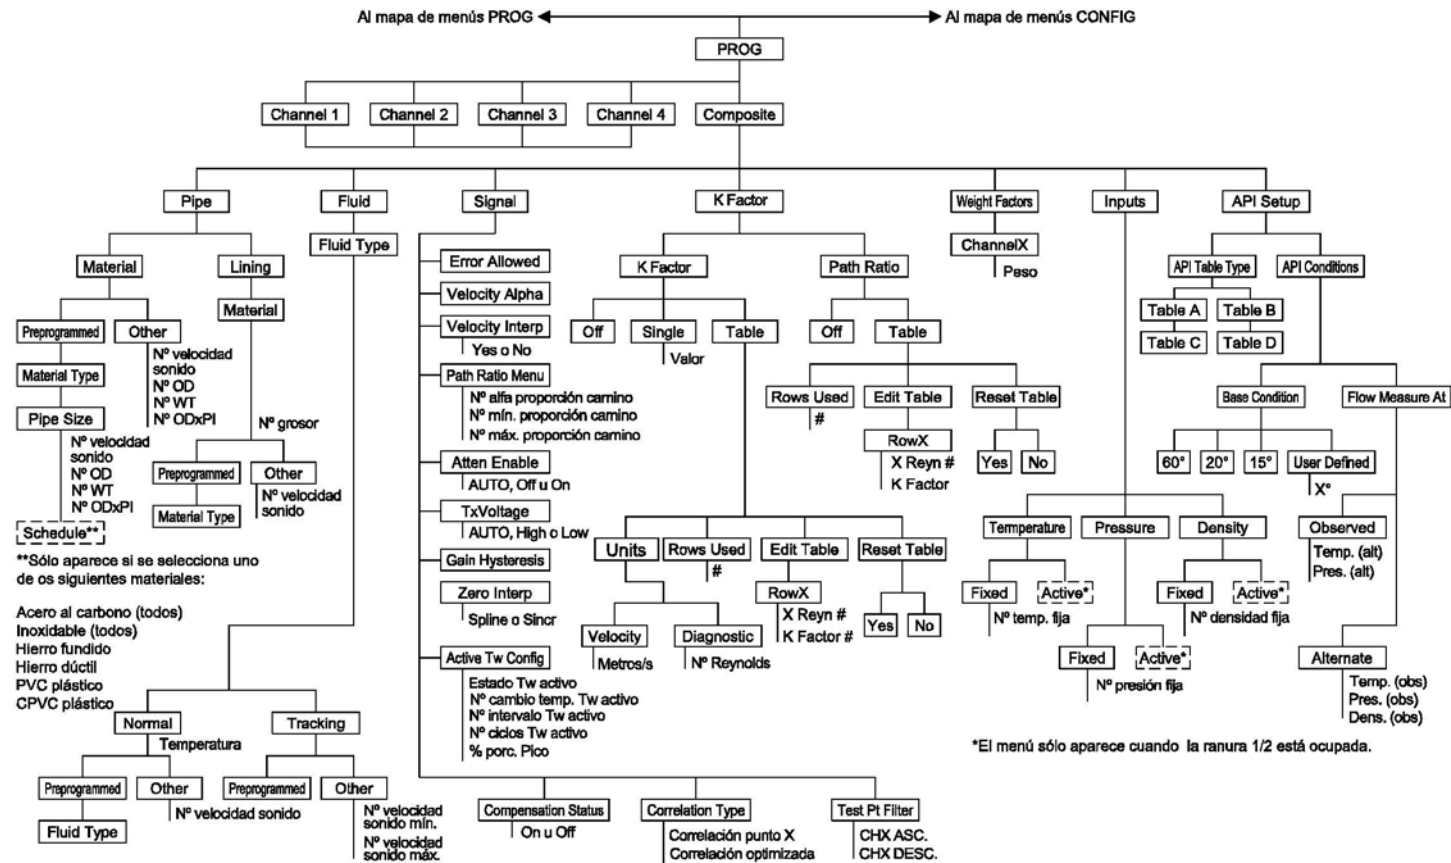 Al mapa de menús PROG
Al mapa de menús CONFIG
PROG
Channel 1
Channel 2
Channel 3
Channel 4
Composite
Pipe
Fluid
Signal
K Factor
Weight Factors
Inputs
API Setup
Material
Lining
Preprogrammed
Other
Material
Nº velocidad
sonido
Nº OD
Nº WT
Nº ODxPI
Material Type
Pipe Size
Nº velocidad
sonido
Nº OD
Nº WT
Nº ODxPI
Schedule**
Nº grosor
Preprogrammed
Other
Material Type
Nº velocidad
sonido
**Sólo aparece si se selecciona uno
de os siguientes materiales:
Acero al carbono (todos)
Inoxidable (todos)
Hierro fundido
Hierro dúctil
PVC plástico
CPVC plástico
Fluid Type
Normal
Tracking
Temperatura
Preprogrammed
Other
Preprogrammed
Other
Fluid Type
Nº velocidad sonido
Nº velocidad
sonido mín.
Nº velocidad
sonido máx.
Error Allowed
Velocity Alpha
Velocity Interp
Yes o No
Path Ratio Menu
Nº alfa proporción camino
Nº mín. proporción camino
Nº máx. proporción camino
Atten Enable
AUTO, Off u On
TxVoltage
AUTO, High o Low
Gain Hysteresis
Zero Interp
Spline o Sincr
Active Tw Config
Estado Tw activo
Nº cambio temp. Tw activo
Nº intervalo Tw activo
Nº ciclos Tw activo
% porc. Pico
Compensation Status
On u Off
Correlation Type
Correlación punto X
Correlación optimizada
Test Pt Filter
CHX ASC.
CHX DESC.
K Factor
Path Ratio
Off
Single
Table
Valor
Off
Table
Rows Used
#
Edit Table
Reset Table
RowX
X Reyn #
K Factor
Yes
No
Units
Rows Used
#
Edit Table
Reset Table
RowX
X Reyn #
K Factor #
Yes
No
Velocity
Metros/s
Diagnostic
Nº Reynolds
ChannelX
Peso
Termperature
Pressure
Density
Fixed
Active*
Nº temp. fija
Fixed
Active*
Nº densidad fija
Fixed
Active*
Nº presión fija
API Table Type
API Conditions
Table A
Table B
Table C
Table D
Base Condition
Flow Measure At
60°
20°
15°
User Defined
X°
Observed
Temp. (alt)
Pres. (alt)
Alternate
Temp. (obs)
Pres. (obs)
Dens. (obs)
*El menú sólo aparece cuando la ranura 1/2 está ocupada.